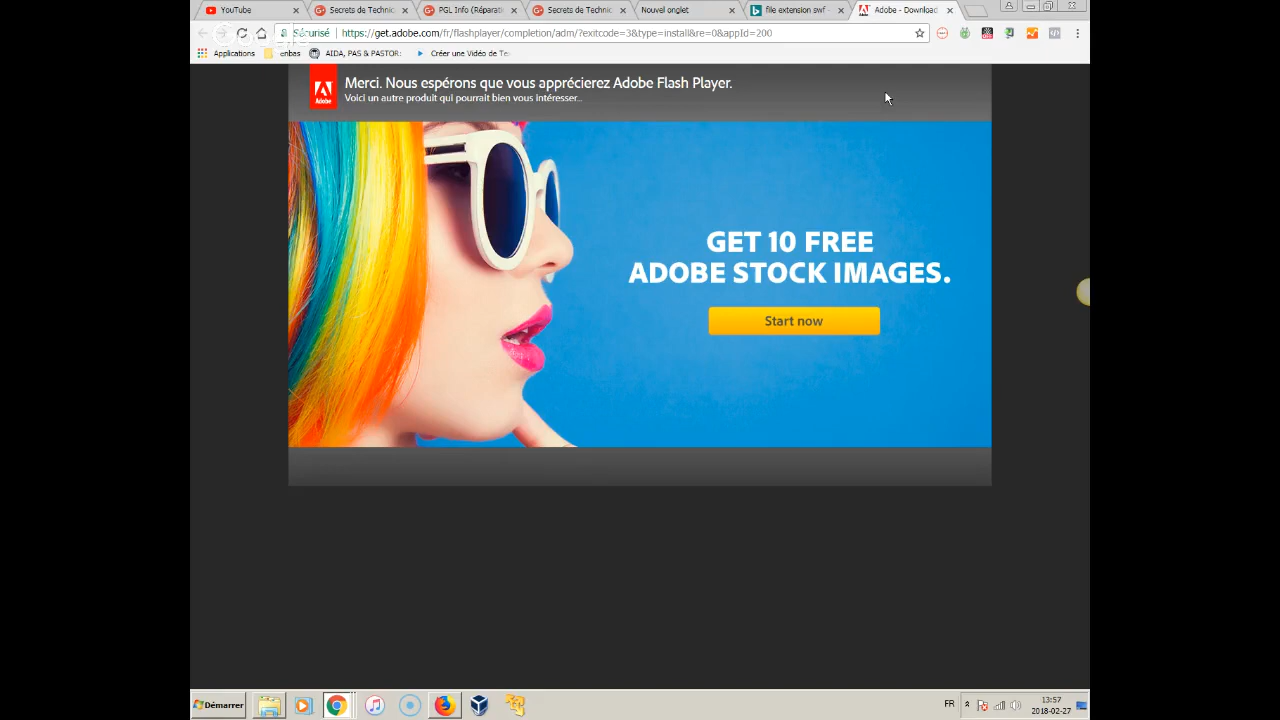 YouTube
Secrets de Technic
PGL Info (Réparati
Secrets de Technic
Nouvel onglet
file extension swf -
Adobe - Download
Sécurisé
https://get.adobe.com/fr/flashplayer/completion/adm/?exitcode=3&type=install&re=0&appId=200
Applications
AIDA, PAS & PASTOR:
Créer une Vidéo de Te
Adobe
Merci. Nous espérons que vous apprécierez Adobe Flash Player.
Voici un autre produit qui pourrait bien vous intéresser...
GET 10 FREE
ADOBE STOCK IMAGES.
Start now
Démarrer
FR
13:57
2018-02-27